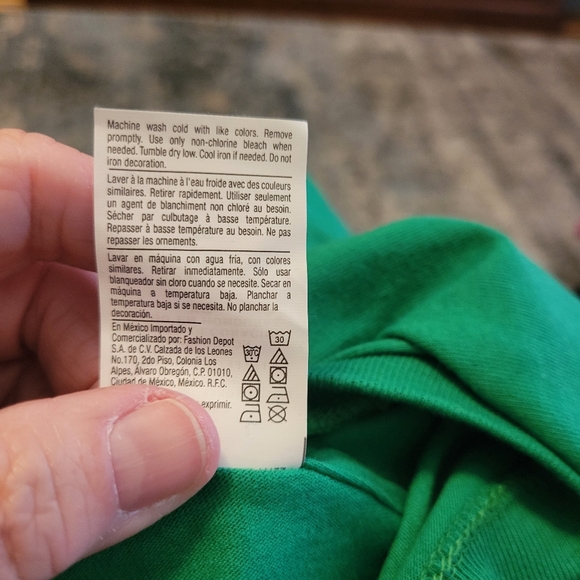 Machine wash cold with like colors. Remove
promptly. Use only non-chlorine bleach when
needed. Tumble dry low. Cool iron if needed. Do not
iron decoration.
Laver à la machine à l'eau froide avec des couleurs
similaires. Retirer rapidement. Utiliser seulement
un agent de blanchiment non chloré au besoin.
Sécher par culbutage à basse température.
Repasser à basse température au besoin. Ne pas
repasser les ornements.
Lavar en máquina con agua fría, con colores
similares. Retirar inmediatamente. Sólo usar
blanqueador sin cloro cuando se necesite. Secar en
máquina a temperatura baja. Planchar a
temperatura baja si se necesita. No planchar la
decoración.
En México Importado y
Comercializado por: Fashion Depot
S.A. de C.V. Calzada de los Leones
No.170, 2do Piso, Colonia Los
Alpes, Álvaro Obregón, C.P. 01010,
Ciudad de México, México. R.F.C.
exprimir.
30°C
30